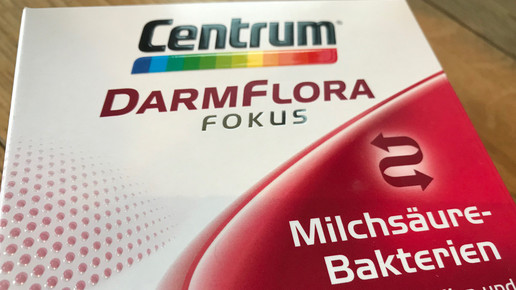 Centrum
DARMFLORA
FOKUS
Milchsäure-
Bakterien